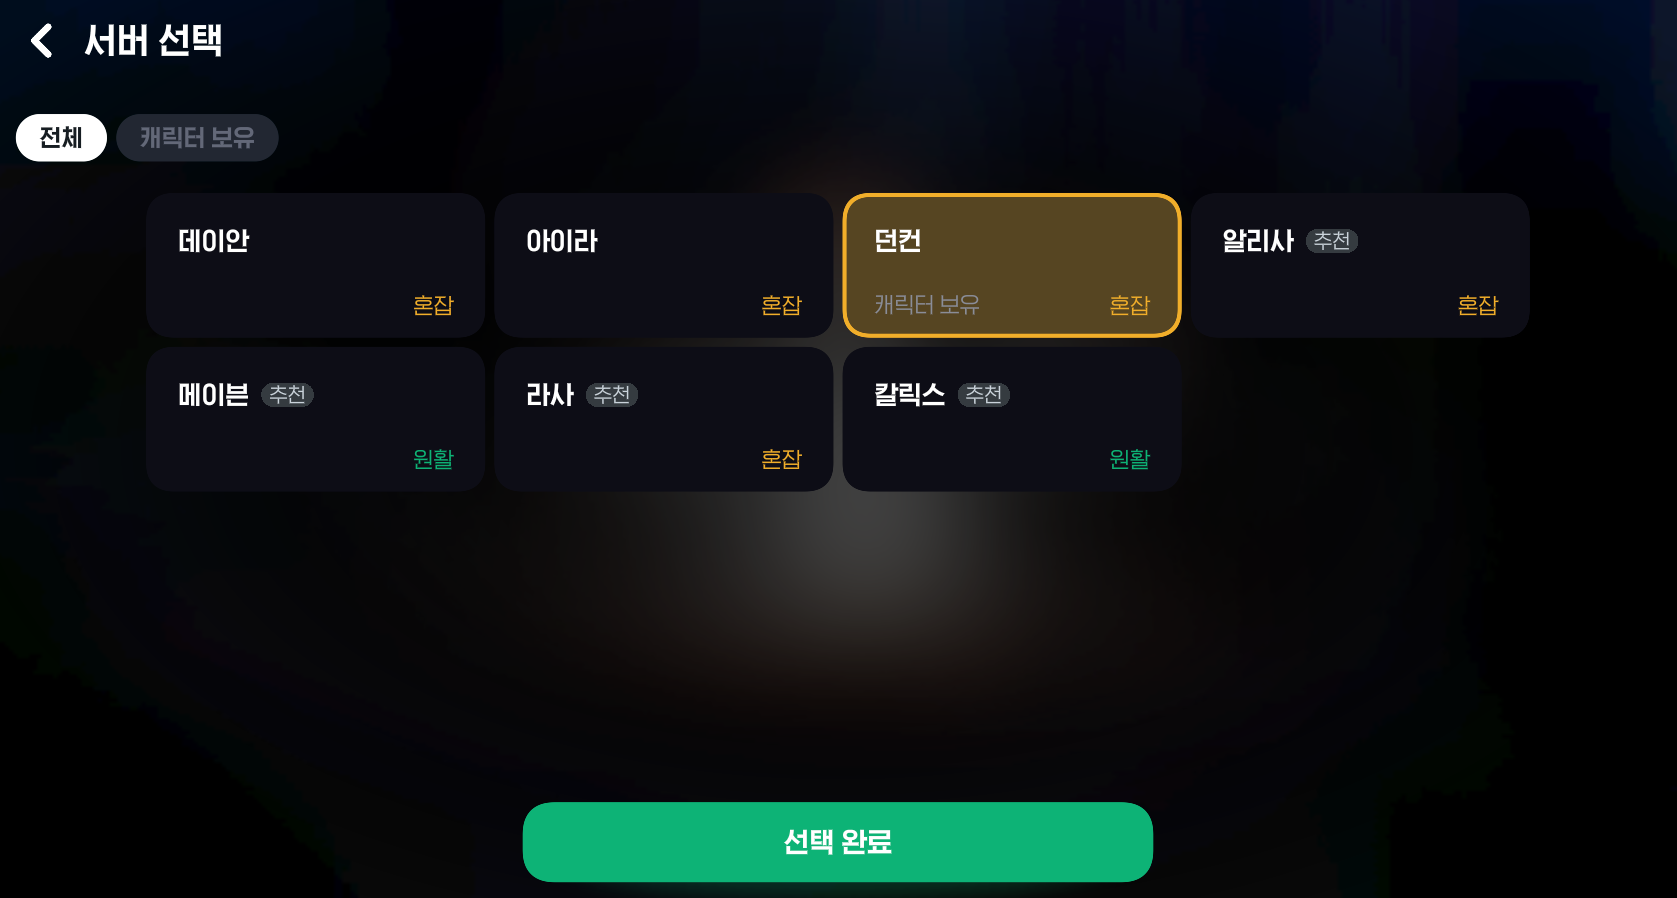 서버 선택
전체
캐릭터 보유
데이안
혼잡
아이라
혼잡
던컨
캐릭터 보유
혼잡
알리사 추천
혼잡
메이븐 추천
원활
라사 추천
혼잡
칼릭스 추천
원활
선택 완료